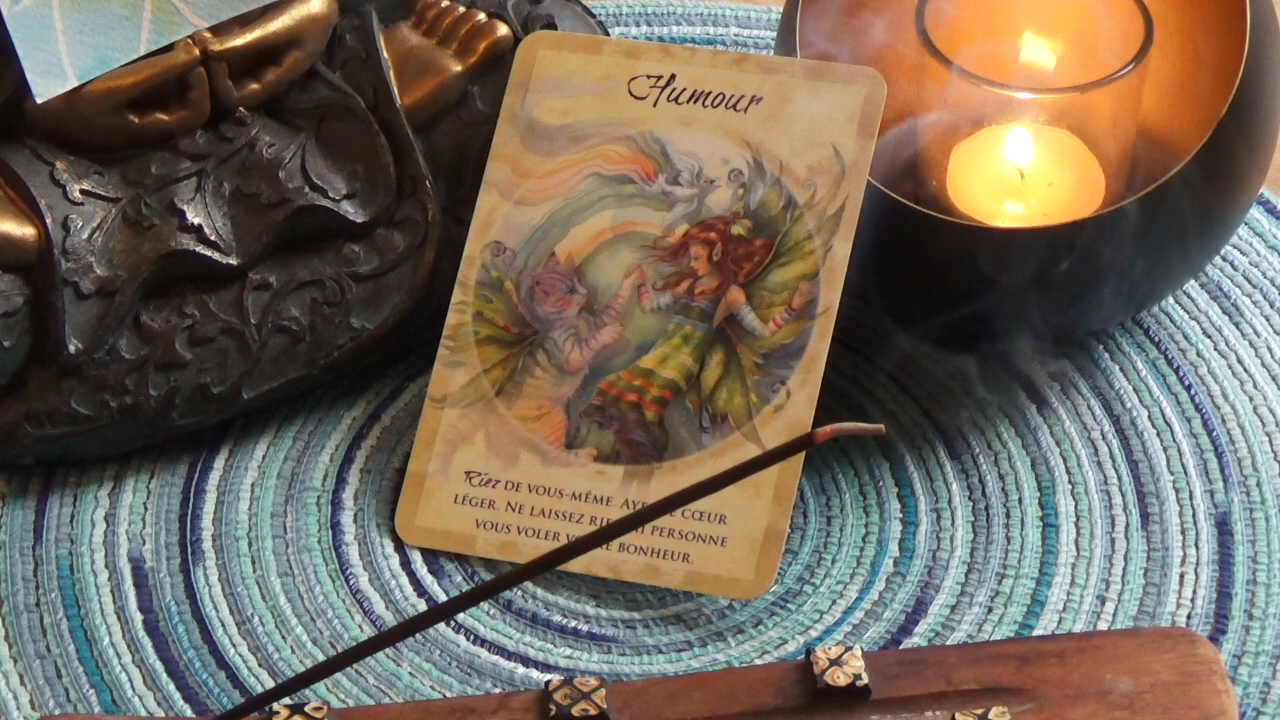 Humour
Riez DE VOUS-MÊME. CŒUR
LÉGER. NE LAISSEZ PERSONNE
VOUS VOLER BONHEUR.